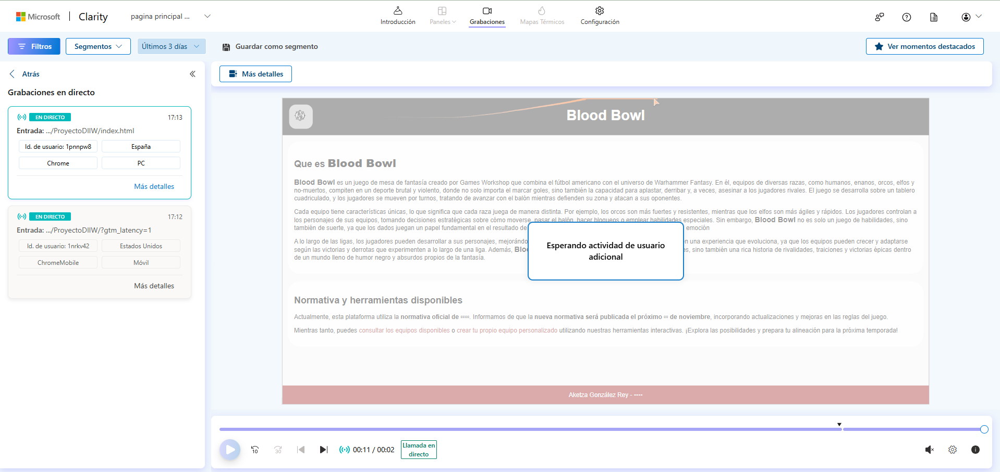 Microsoft | Clarity
pagina principal ...
Introducción
Paneles
Grabaciones
Mapas Térmicos
Configuración
Filtros
Segmentos
Últimos 3 días
Guardar como segmento
Ver momentos destacados
Atrás
Más detalles
Grabaciones en directo
EN DIRECTO
17:13
Entrada: .../ProyectoDIIW/index.html
Id. de usuario: 1pnnpw8
España
Chrome
PC
Más detalles
EN DIRECTO
17:12
Entrada: .../ProyectoDIIW/?gtm_latency=1
Id. de usuario: 1nrkv42
Estados Unidos
ChromeMobile
Móvil
Más detalles
Blood Bowl
Que es Blood Bowl
Blood Bowl es un juego de mesa de fantasía creado por Games Workshop que combina el fútbol americano con el universo de Warhammer Fantasy. En él, equipos de diversas razas, como humanos, enanos, orcos, elfos y
no-muertos, compiten en un deporte brutal y violento, donde no solo importa el marcar goles, sino también la capacidad para aplastar, derribar y, a veces, asesinar a los jugadores rivales. El juego se desarrolla sobre un tablero
cuadriculado, y los jugadores se mueven por turnos, tratando de avanzar con el balón mientras defienden su zona y atacan a sus oponentes.
Cada equipo tiene características únicas, lo que significa que cada raza juega de manera distinta. Por ejemplo, los orcos son más fuertes y resistentes, mientras que los elfos son más ágiles y rápidos. Los jugadores controlan a
los personajes de sus equipos, tomando decisiones estratégicas sobre cómo moverse, pasar el balón, hacer bloqueos o emplear habilidades especiales. Sin embargo, Blood Bowl no es solo un juego de habilidades, sino
también de suerte, ya que los dados juegan un papel fundamental en el resultado de emoción
A lo largo de las ligas, los jugadores pueden desarrollar a sus personajes, mejorándo en una experiencia que evoluciona, ya que los equipos pueden crecer y adaptarse
según las victorias y derrotas que experimenten a lo largo de una liga. Además, Bloo es, sino también una rica historia de rivalidades, traiciones y victorias épicas dentro
de un mundo lleno de humor negro y absurdos propios de la fantasía.
Esperando actividad de usuario
adicional
Normativa y herramientas disponibles
Actualmente, esta plataforma utiliza la normativa oficial de ▫▫▫▫. Informamos de que la nueva normativa será publicada el próximo ▫▫ de noviembre, incorporando actualizaciones y mejoras en las reglas del juego.
Mientras tanto, puedes consultar los equipos disponibles o crear tu propio equipo personalizado utilizando nuestras herramientas interactivas. ¡Explora las posibilidades y prepara tu alineación para la próxima temporada!
Aketza González Rey - ▫▫▫▫
10
30
00:11 / 00:02
Llamada en
directo